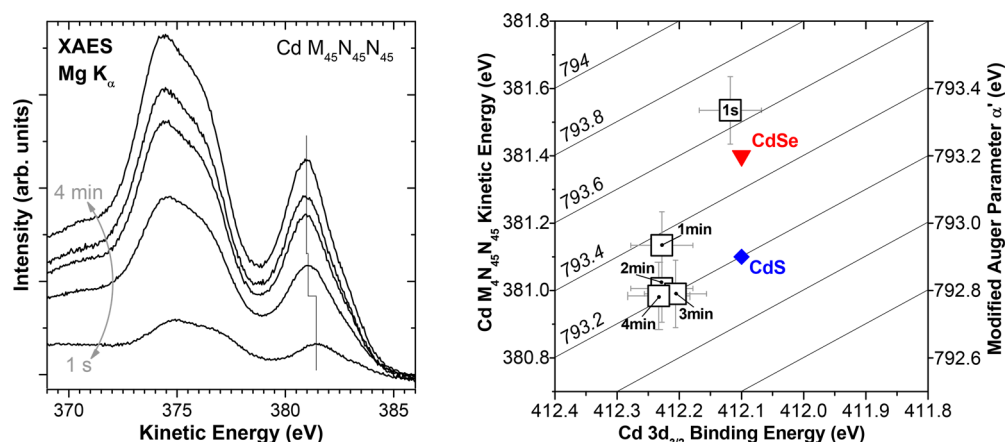 XAES
Mg Kα
Cd M45N45N45
4 min
1 s
Intensity (arb. units)
370 375 380 385
Kinetic Energy (eV)
381.8
381.6
381.4
381.2
381.0
380.8
Cd M4N45N45 Kinetic Energy (eV)
794
793.8
793.6
793.4
793.2
1s
CdSe
1min
2min
CdS
4min
3min
793.4
793.2
793.0
792.8
792.6
Modified Auger Parameter α' (eV)
412.4 412.3 412.2 412.1 412.0 411.9 411.8
Cd 3d3/2 Binding Energy (eV)